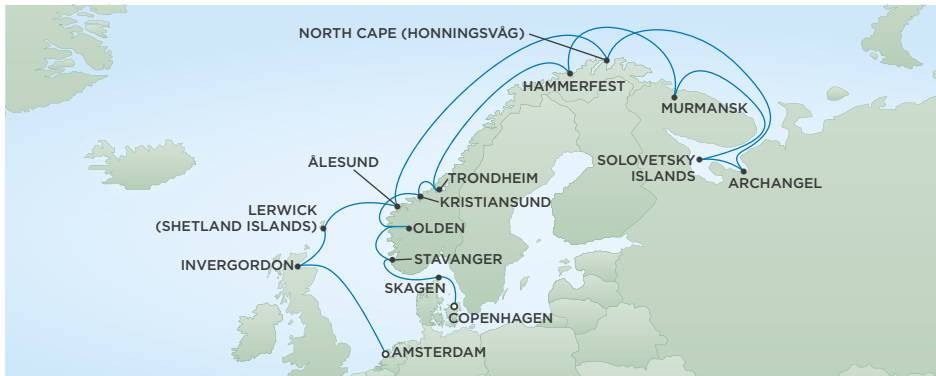 NORTH CAPE (HONNINGSVÅG)
HAMMERFEST
MURMANSK
SOLOVETSKY
ISLANDS
ARCHANGEL
ÅLESUND
TRONDHEIM
KRISTIANSUND
LERWICK
(SHETLAND ISLANDS)
OLDEN
INVERGORDON
STAVANGER
SKAGEN
COPENHAGEN
AMSTERDAM